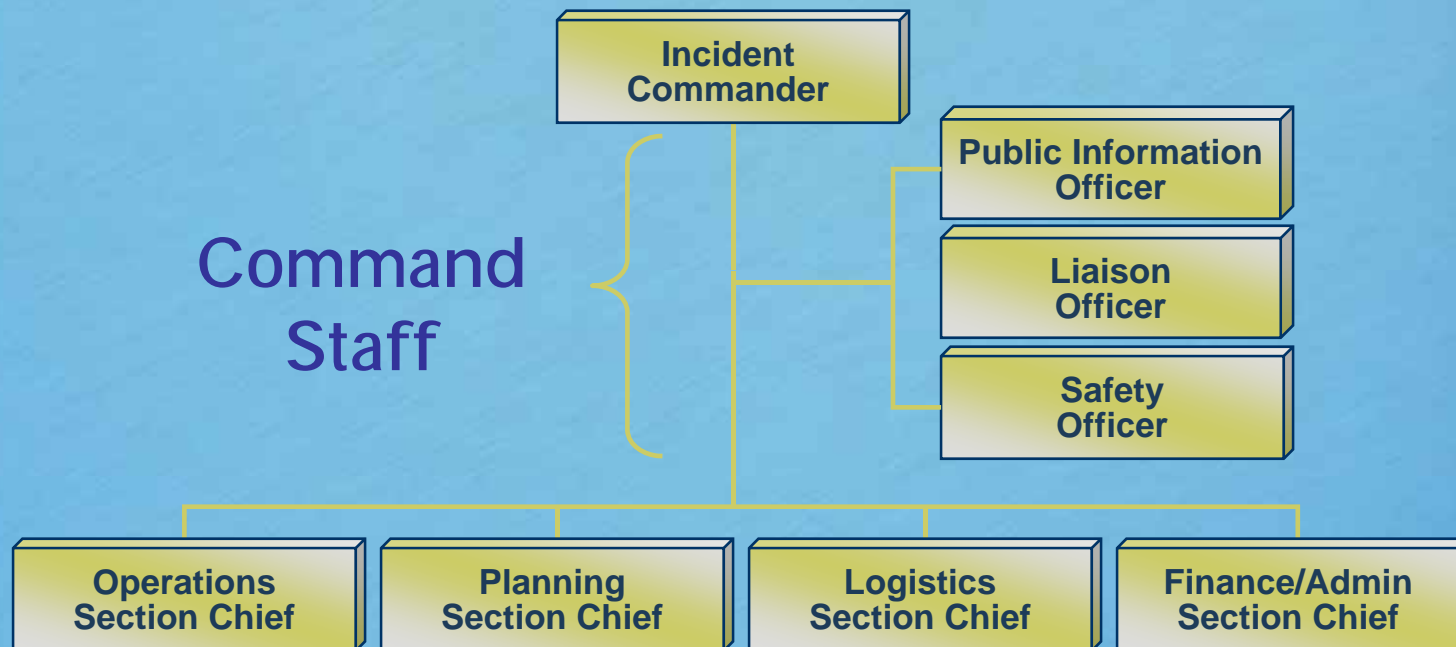 Incident
Commander
Public Information
Officer
Command
Staff
Liaison
Officer
Safety
Officer
Operations
Section Chief
Planning
Section Chief
Logistics
Section Chief
Finance/Admin
Section Chief